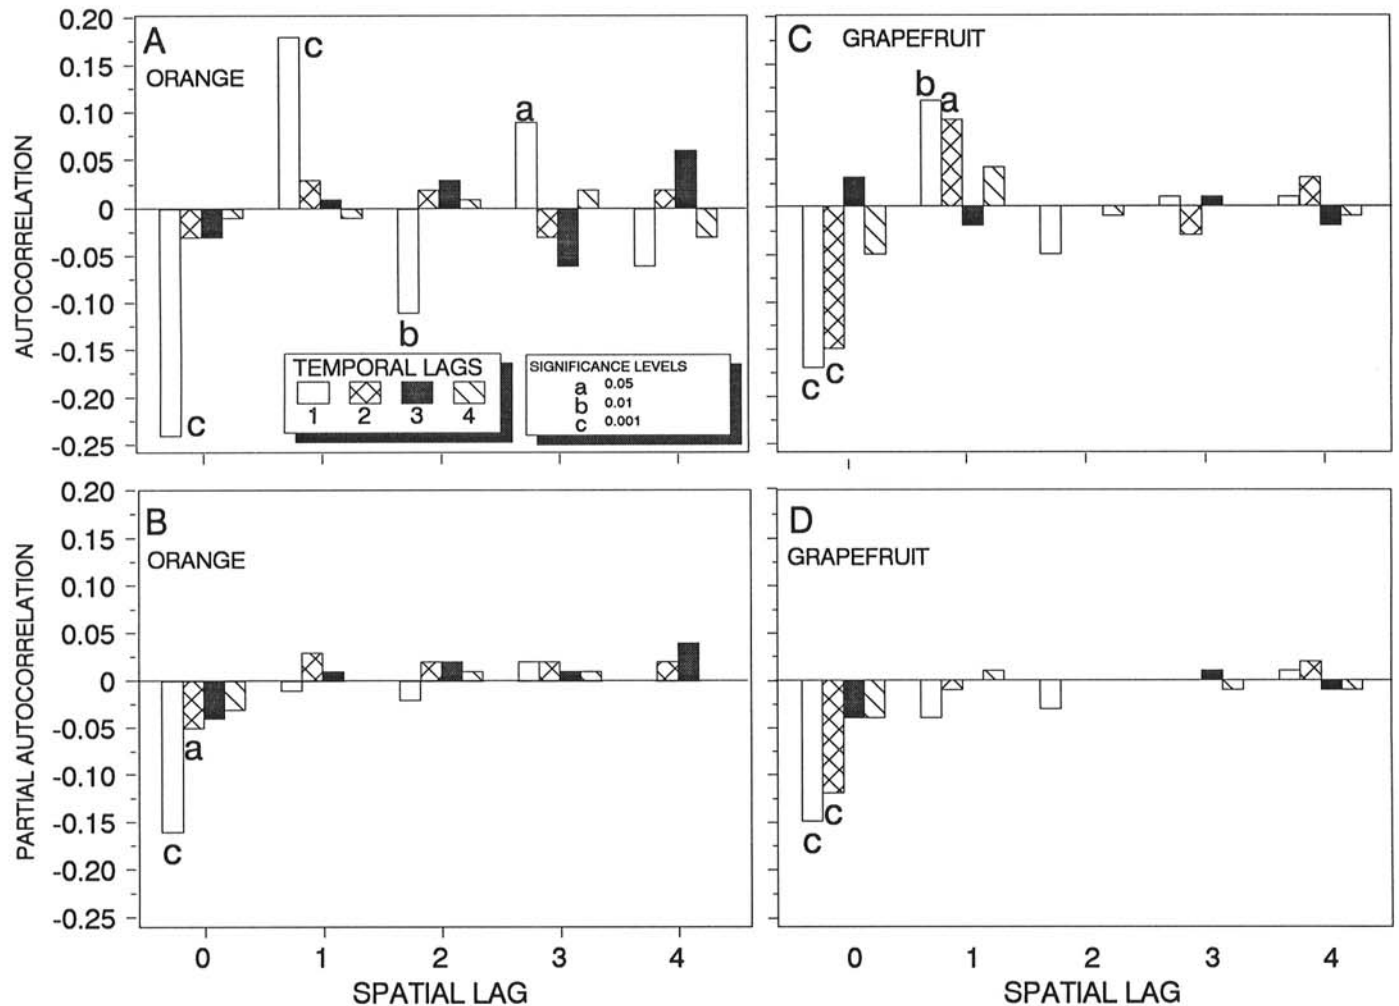 A
ORANGE
AUTOCORRELATION
0.20
0.15
0.10
0.05
0
-0.05
-0.10
-0.15
-0.20
-0.25
c
c
b
a
TEMPORAL LAGS
1 2 3 4
SIGNIFICANCE LEVELS
a 0.05
b 0.01
c 0.001
C GRAPEFRUIT
c
c
b
a
B
ORANGE
PARTIAL AUTOCORRELATION
0.20
0.15
0.10
0.05
0
-0.05
-0.10
-0.15
-0.20
-0.25
c
a
0 1 2 3 4
SPATIAL LAG
D
GRAPEFRUIT
c
c
0 1 2 3 4
SPATIAL LAG